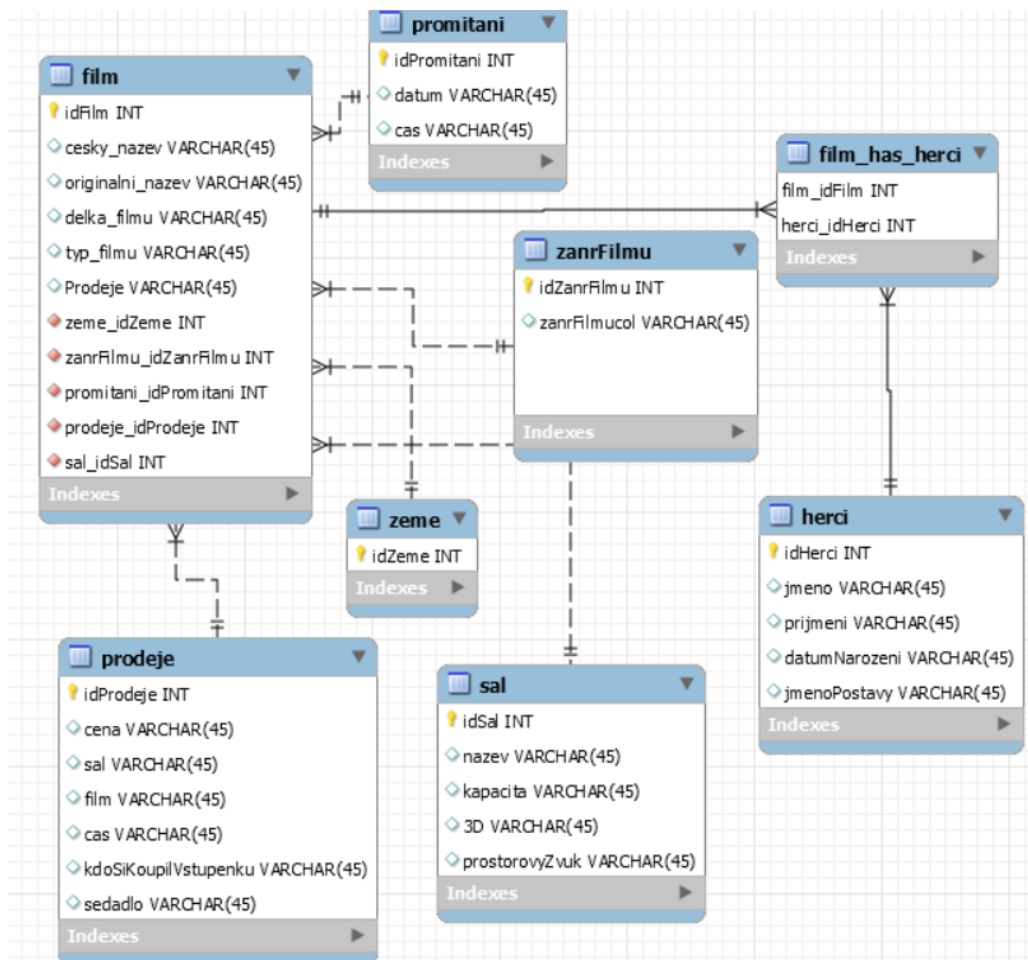 promitani
idPromitani INT
datum VARCHAR(45)
cas VARCHAR(45)
Indexes
film
idFilm INT
cesky_nazev VARCHAR(45)
originalni_nazev VARCHAR(45)
delka_filmu VARCHAR(45)
typ_filmu VARCHAR(45)
Prodeje VARCHAR(45)
zeme_idZeme INT
zanrFilmu_idZanrFilmu INT
promitani_idPromitani INT
prodeje_idProdeje INT
sal_idSal INT
Indexes
film_has_herci
film_idFilm INT
herci_idHerci INT
Indexes
zanrFilmu
idZanrFilmu INT
zanrFilmucol VARCHAR(45)
Indexes
zeme
idZeme INT
Indexes
herci
idHerci INT
jmeno VARCHAR(45)
prijmeni VARCHAR(45)
datumNarozeni VARCHAR(45)
jmenoPostavy VARCHAR(45)
Indexes
prodeje
idProdeje INT
cena VARCHAR(45)
sal VARCHAR(45)
film VARCHAR(45)
cas VARCHAR(45)
kdoSiKoupilVstupenku VARCHAR(45)
sedadlo VARCHAR(45)
Indexes
sal
idSal INT
nazev VARCHAR(45)
kapacita VARCHAR(45)
3D VARCHAR(45)
prostorovyZvuk VARCHAR(45)
Indexes